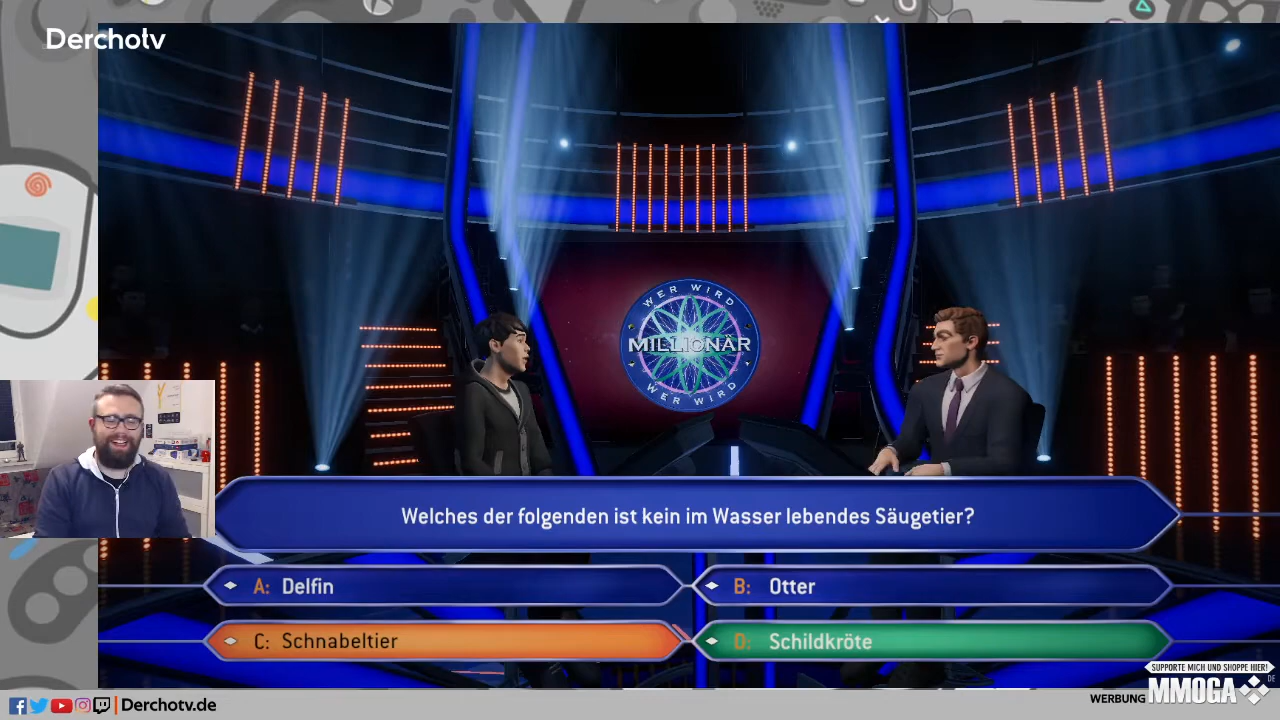 Derchotv
WER WIRD
MILLIONÄR
WER WIRD
Welches der folgenden ist kein im Wasser lebendes Säugetier?
A: Delfin
B: Otter
C: Schnabeltier
D: Schildkröte
SUPPORTE MICH UND SHOPPE HIER!
WERBUNG MMOGA DE
Derchotv.de